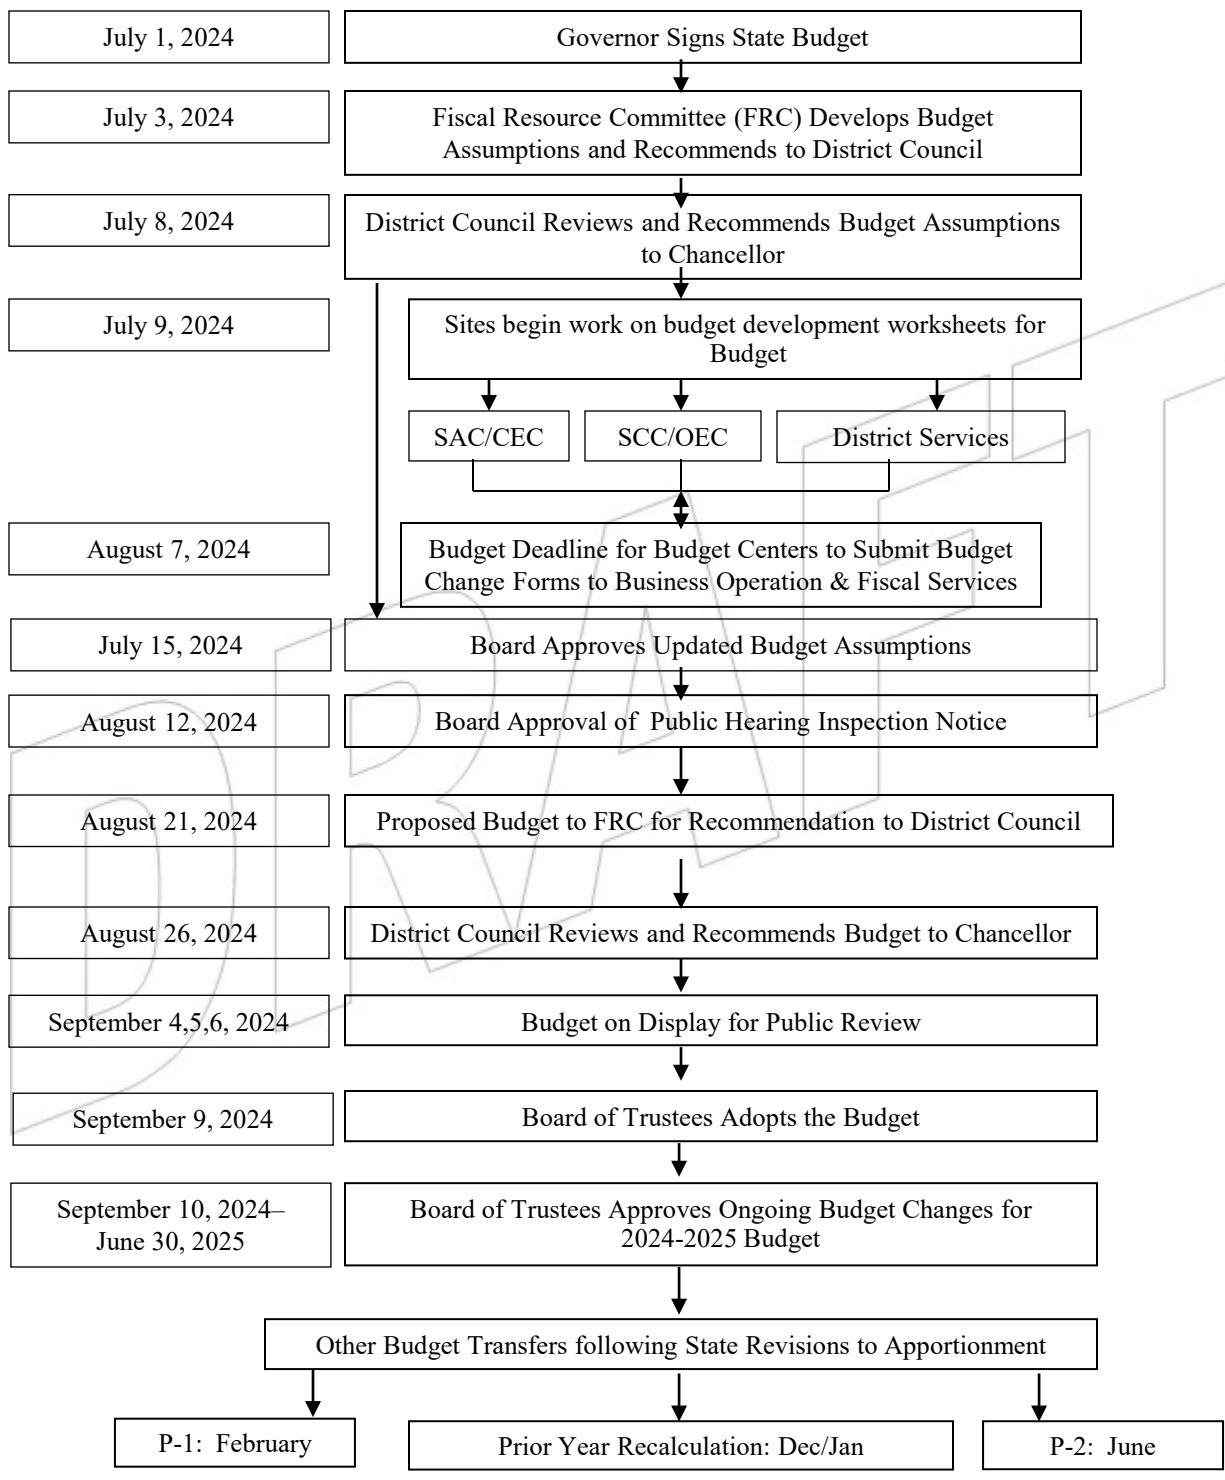 July 1, 2024
Governor Signs State Budget
July 3, 2024
Fiscal Resource Committee (FRC) Develops Budget
Assumptions and Recommends to District Council
July 8, 2024
District Council Reviews and Recommends Budget Assumptions
to Chancellor
July 9, 2024
Sites begin work on budget development worksheets for
Budget
SAC/CEC
SCC/OEC
District Services
August 7, 2024
Budget Deadline for Budget Centers to Submit Budget
Change Forms to Business Operation & Fiscal Services
July 15, 2024
Board Approves Updated Budget Assumptions
August 12, 2024
Board Approval of Public Hearing Inspection Notice
August 21, 2024
Proposed Budget to FRC for Recommendation to District Council
August 26, 2024
District Council Reviews and Recommends Budget to Chancellor
September 4,5,6, 2024
Budget on Display for Public Review
September 9, 2024
Board of Trustees Adopts the Budget
September 10, 2024–
June 30, 2025
Board of Trustees Approves Ongoing Budget Changes for
2024-2025 Budget
Other Budget Transfers following State Revisions to Apportionment
P-1: February
Prior Year Recalculation: Dec/Jan
P-2: June
DRAFT